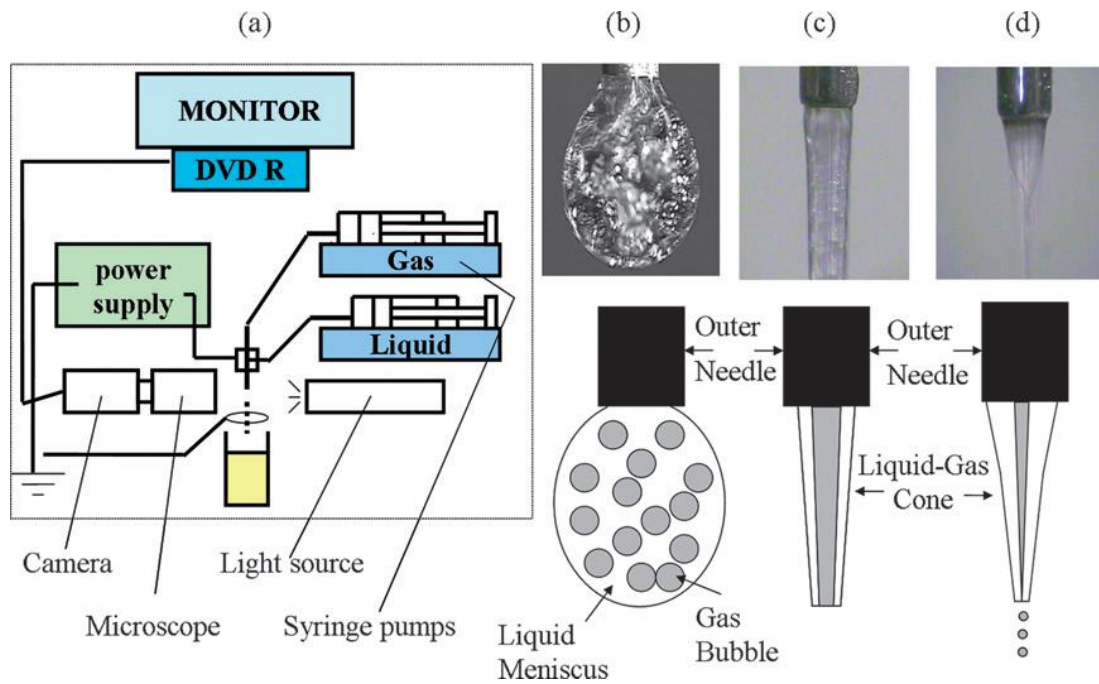 (a)
(b)
(c)
(d)
MONITOR
DVD R
power
supply
Gas
Liquid
Camera
Microscope
Light source
Syringe pumps
Outer
Needle
Outer
Needle
Liquid-Gas
Cone
Liquid
Meniscus
Gas
Bubble